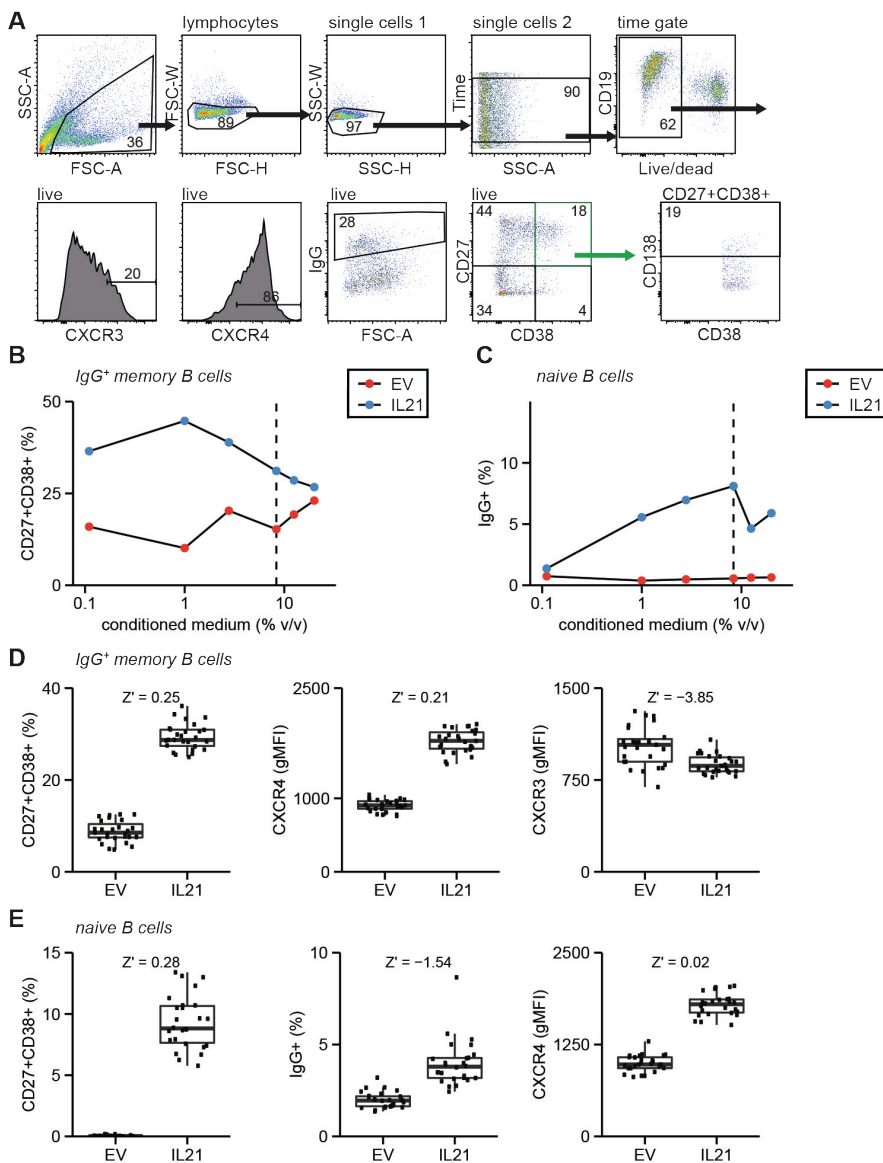 A
lymphocytes
single cells 1
single cells 2
time gate
SSC-A
36
FSC-A
FSC-W
89
FSC-H
SSC-W
97
SSC-H
Time
90
SSC-A
CD19
62
Live/dead
live
20
CXCR3
live
86
CXCR4
live
28
IgG
FSC-A
live
44
18
34
4
CD27
CD38
CD27+CD38+
19
CD138
CD38
B
IgG+ memory B cells
EV
IL21
50
25
0
CD27+CD38+ (%)
0.1
1
10
conditioned medium (% v/v)
C
naive B cells
EV
IL21
10
5
0
IgG+ (%)
0.1
1
10
conditioned medium (% v/v)
D
IgG+ memory B cells
Z' = 0.25
40
20
0
CD27+CD38+ (%)
EV
IL21
Z' = 0.21
2500
1000
0
CXCR4 (gMFI)
EV
IL21
Z' = −3.85
1500
750
0
CXCR3 (gMFI)
EV
IL21
E
naive B cells
Z' = 0.28
15
10
5
0
CD27+CD38+ (%)
EV
IL21
Z' = −1.54
10
5
0
IgG+ (%)
EV
IL21
Z' = 0.02
2500
1250
0
CXCR4 (gMFI)
EV
IL21